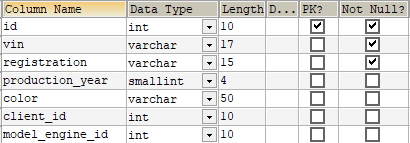 Column Name Data Type Length D... PK? Not Null?
id int 10
vin varchar 17
registration varchar 15
production_year smallint 4
color varchar 50
client_id int 10
model_engine_id int 10